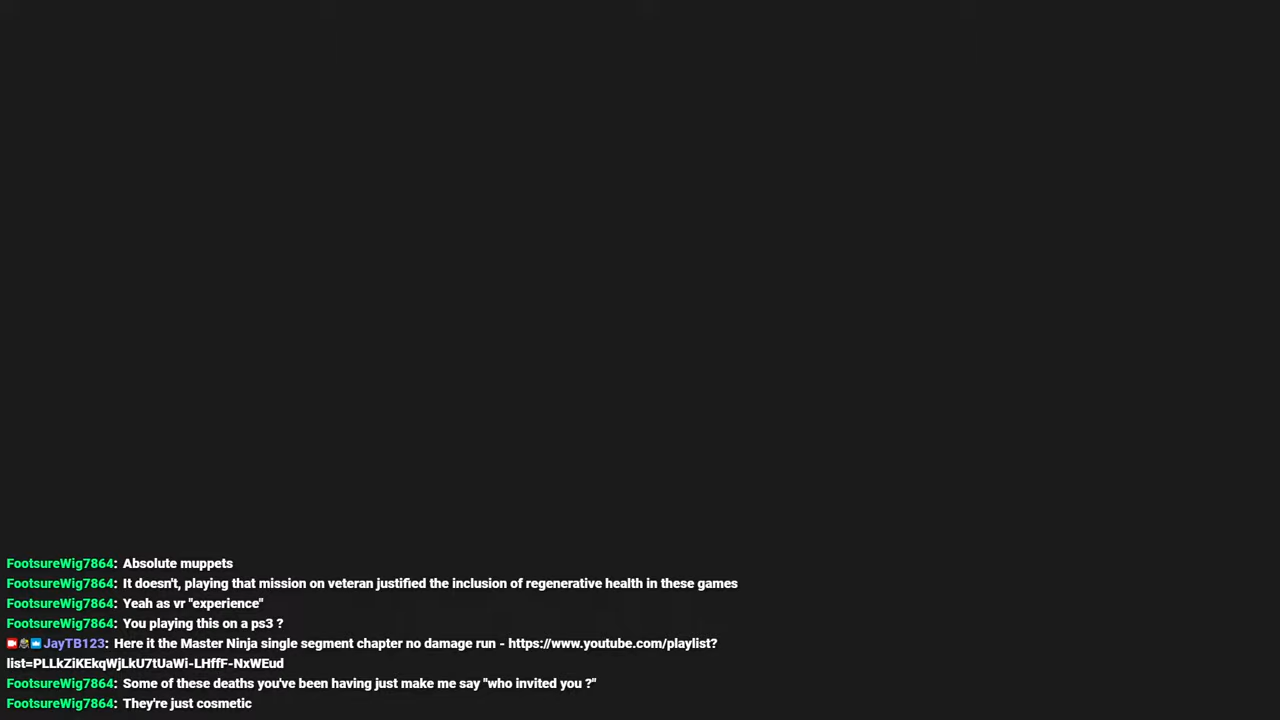 FootsureWig7864: Absolute muppets
FootsureWig7864: It doesn't, playing that mission on veteran justified the inclusion of regenerative health in these games
FootsureWig7864: Yeah as vr "experience"
FootsureWig7864: You playing this on a ps3 ?
JayTB123: Here it the Master Ninja single segment chapter no damage run - https://www.youtube.com/playlist?
list=PLLkZiKEkqWjLkU7tUaWi-LHffF-NxWEud
FootsureWig7864: Some of these deaths you've been having just make me say "who invited you ?"
FootsureWig7864: They're just cosmetic